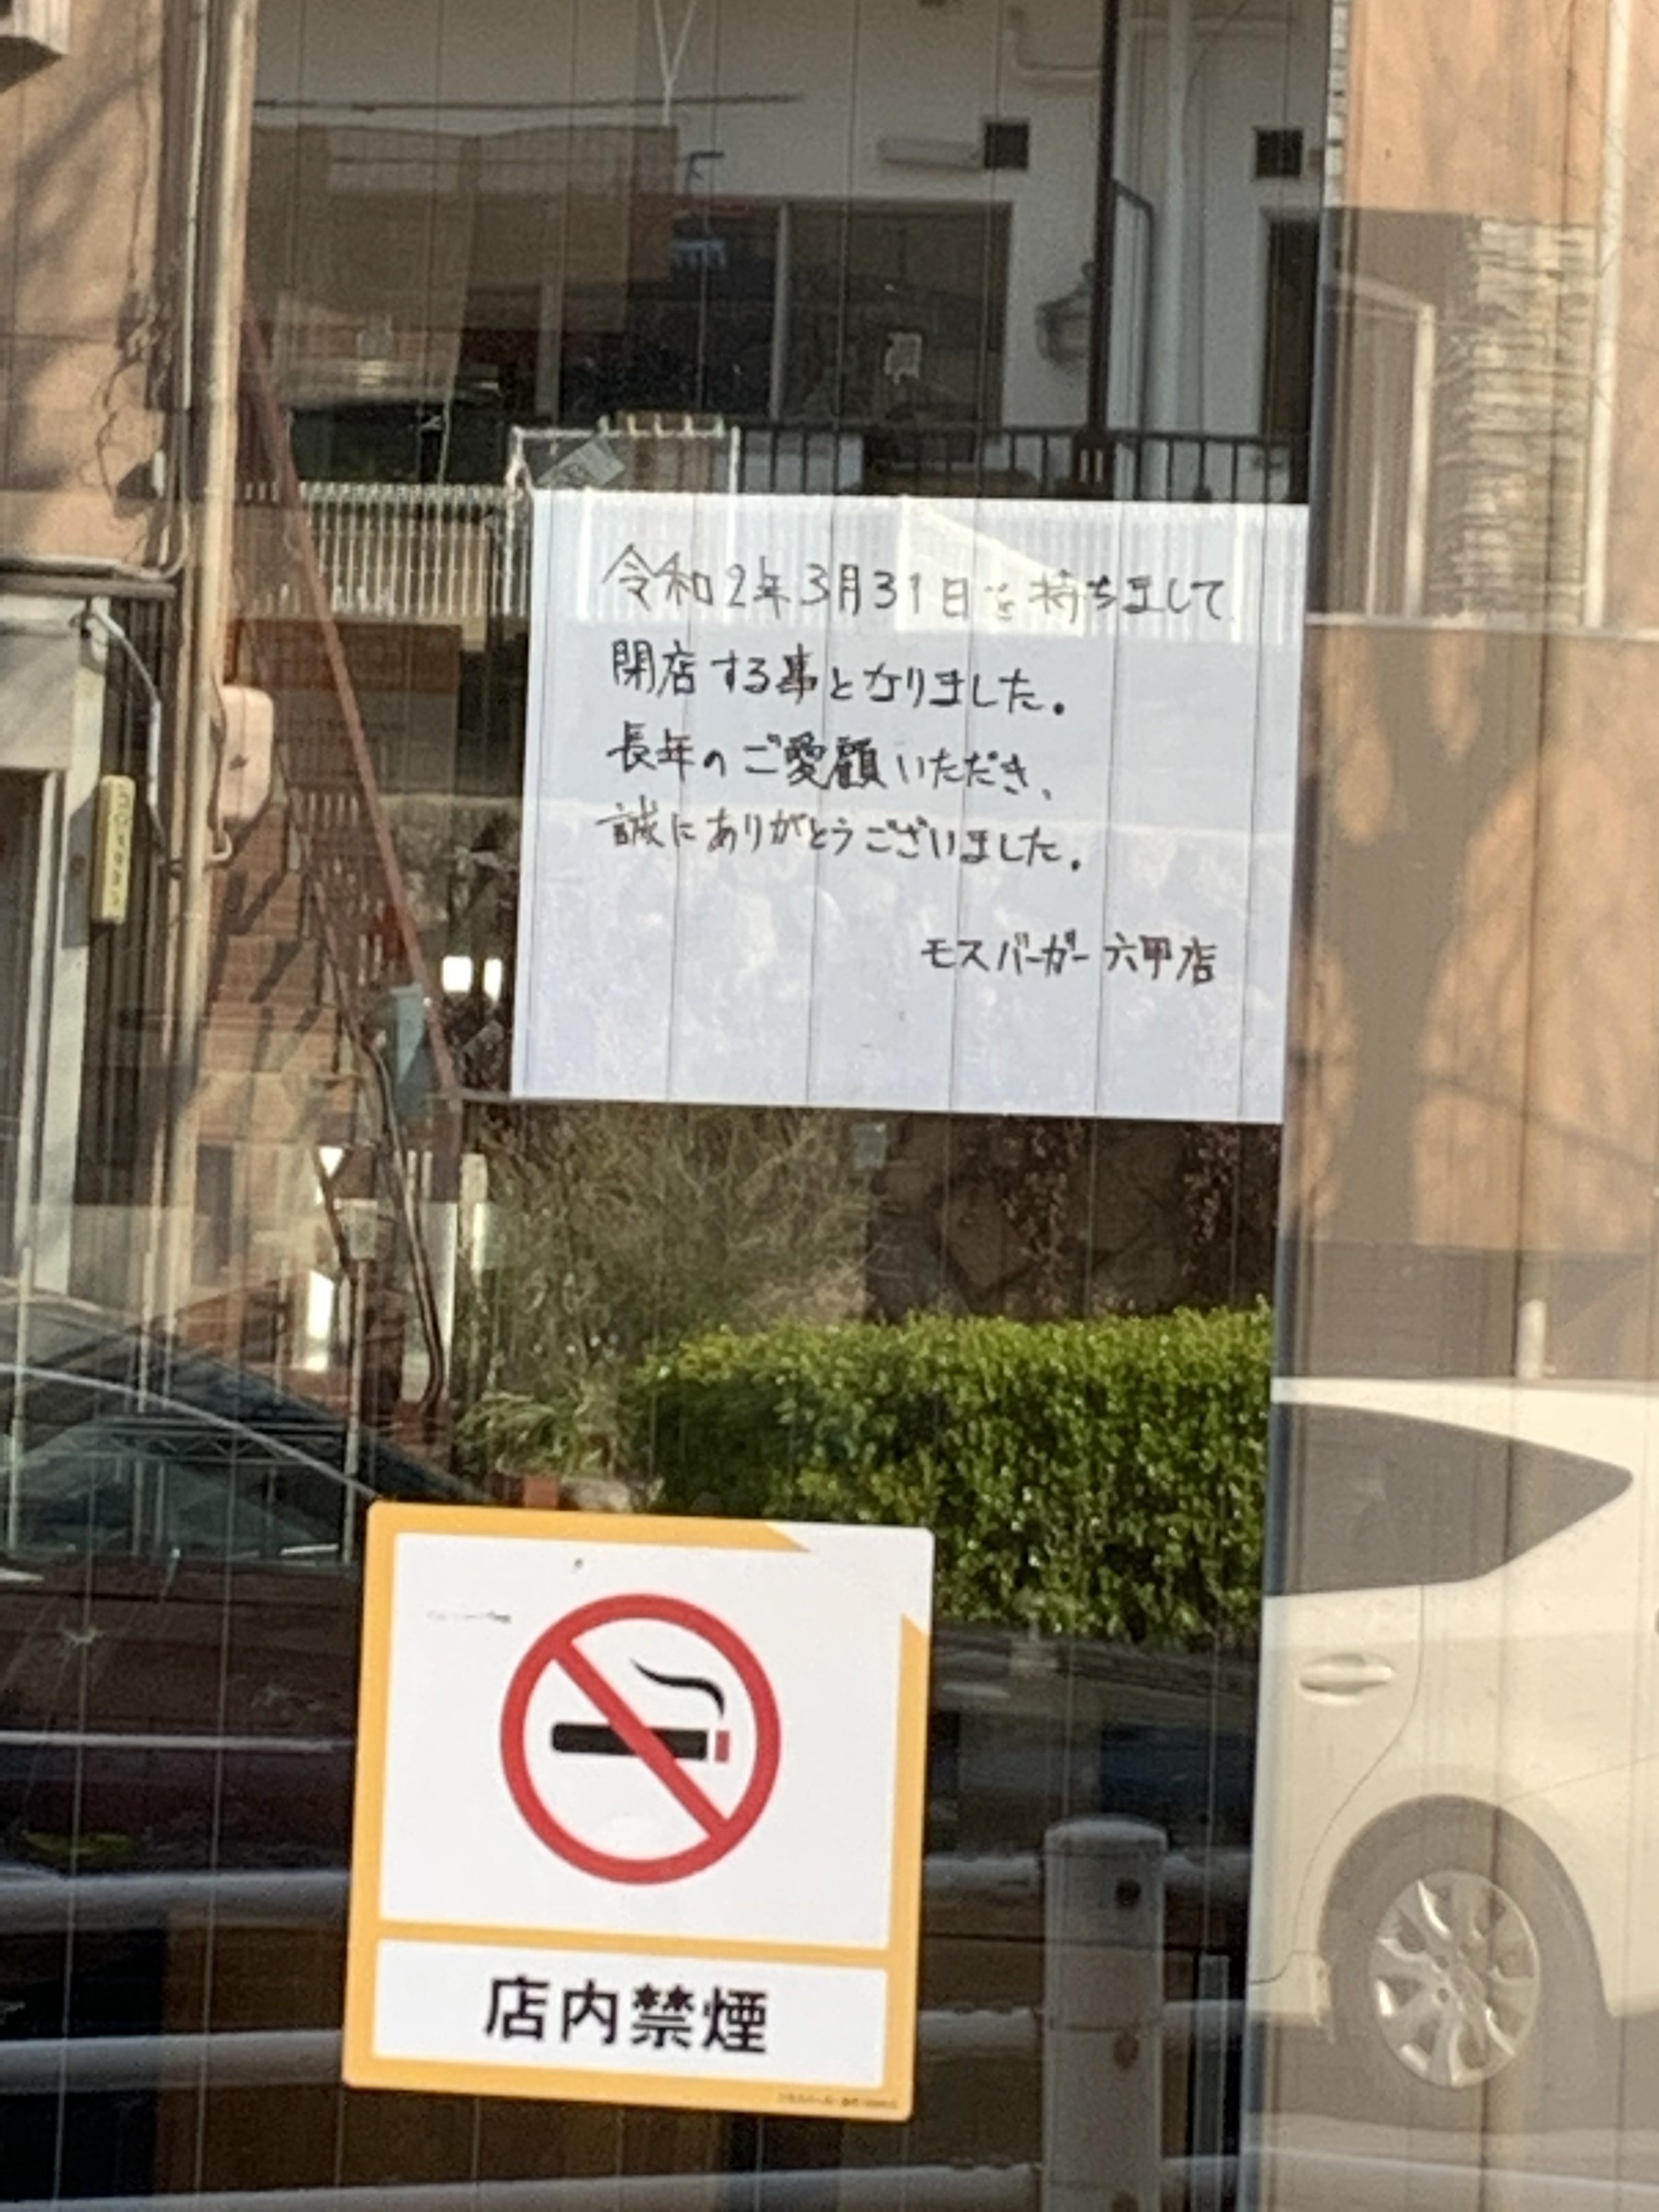 令和2年3月31日を持ちまして
閉店する事となりました。
長年のご愛顧いただき、
誠にありがとうございました。
モスバーガー六甲店
店内禁煙